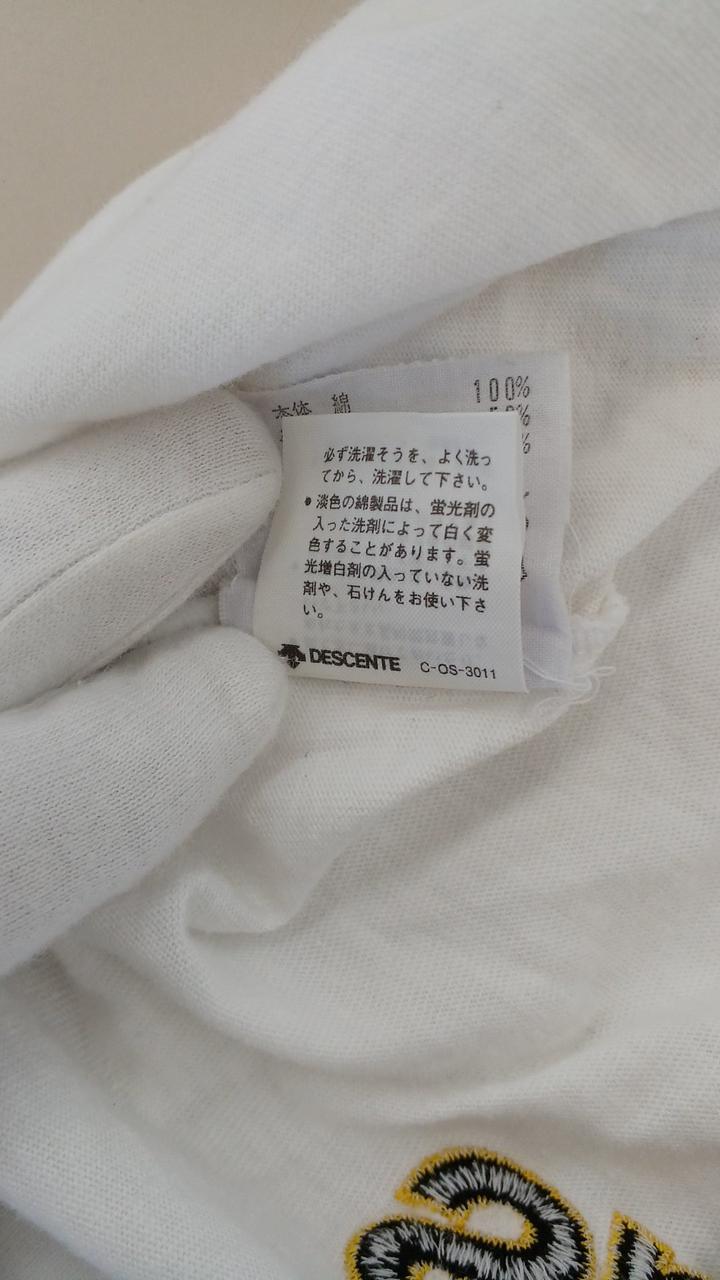 本体 綿 100%
必ず洗濯そうを、よく洗っ
てから、洗濯して下さい。
● 淡色の綿製品は、蛍光剤の
入った洗剤によって白く変
色することがあります。蛍
光増白剤の入っていない洗
剤や、石けんをお使い下さ
い。
DESCENTE C-OS-3011